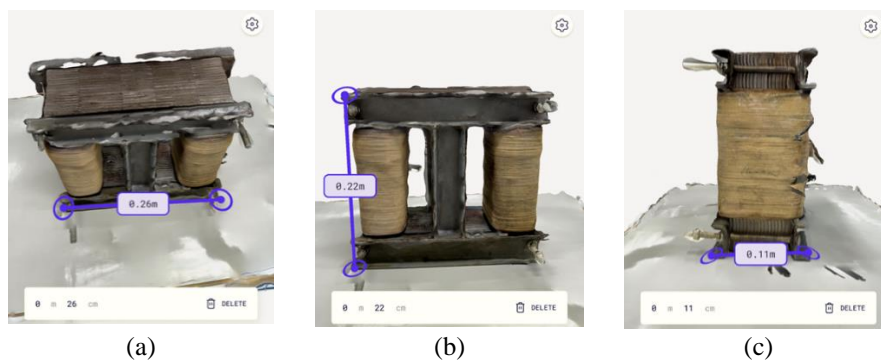 0.26m
0 m 26 cm DELETE
(a)
0.22m
0 m 22 cm DELETE
(b)
0.11m
0 m 11 cm DELETE
(c)